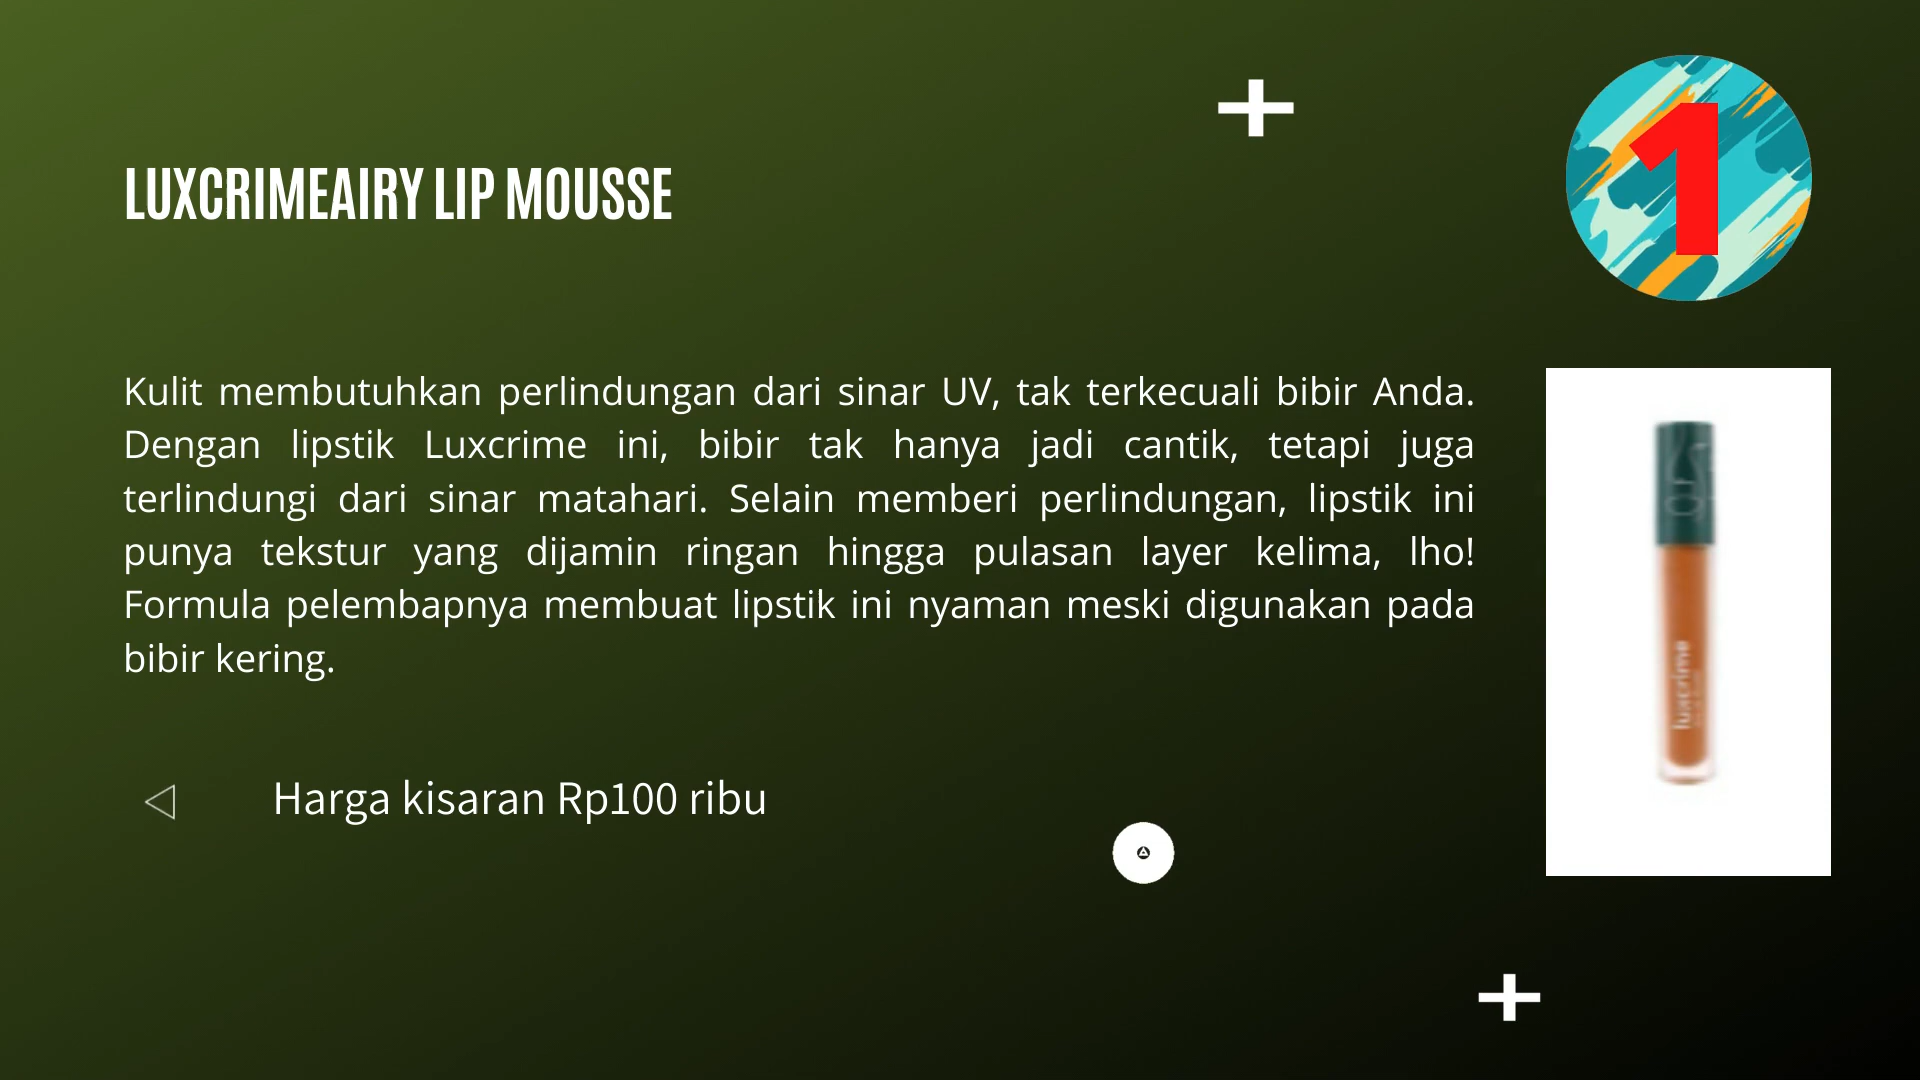 1
LUXCRIMEAIRY LIP MOUSSE
Kulit membutuhkan perlindungan dari sinar UV, tak terkecuali bibir Anda.
Dengan lipstik Luxcrime ini, bibir tak hanya jadi cantik, tetapi juga
terlindungi dari sinar matahari. Selain memberi perlindungan, lipstik ini
punya tekstur yang dijamin ringan hingga pulasan layer kelima, lho!
Formula pelembapnya membuat lipstik ini nyaman meski digunakan pada
bibir kering.
luxcrime
Harga kisaran Rp100 ribu